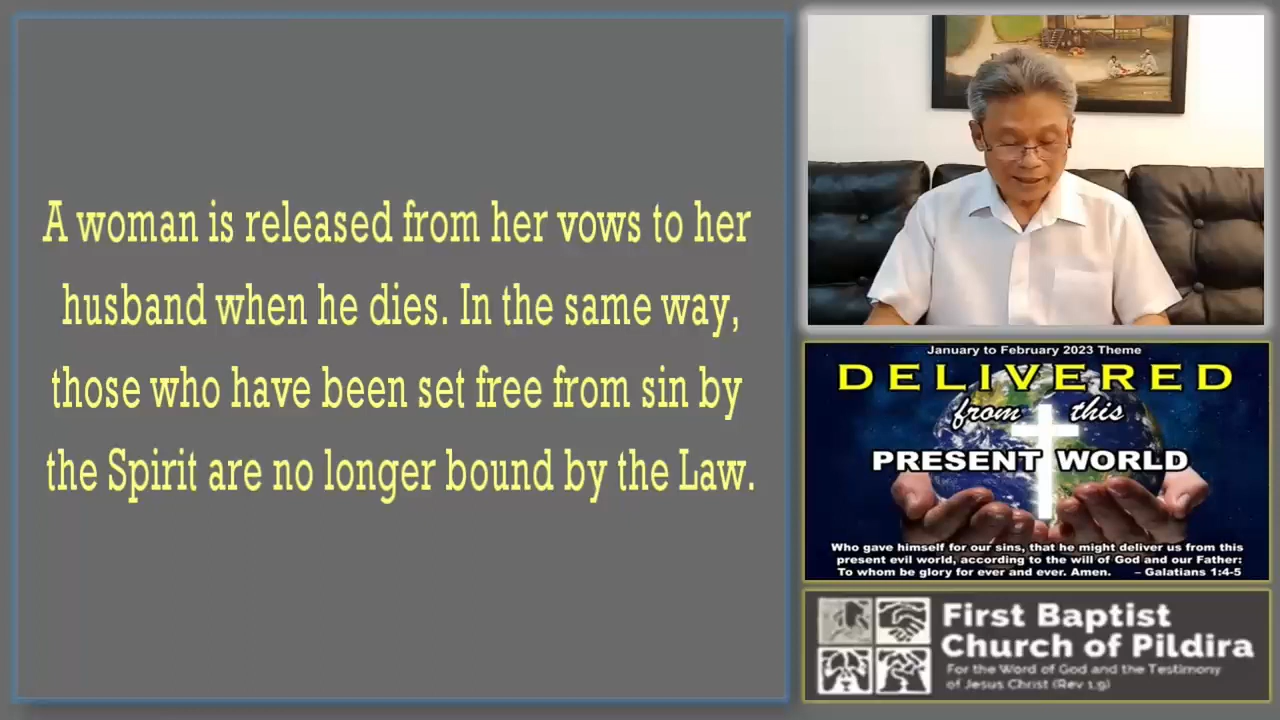 A woman is released from her vows to her
husband when he dies. In the same way,
those who have been set free from sin by
the Spirit are no longer bound by the Law.
January to February 2023 Theme
DELIVERED
from this
PRESENT WORLD
Who gave himself for our sins, that he might deliver us from this
present evil world, according to the will of God and our Father:
To whom be glory for ever and ever. Amen. – Galatians 1:4-5
First Baptist
Church of Pildira
For the Word of God and the Testimony
of Jesus Christ (Rev 1:9)